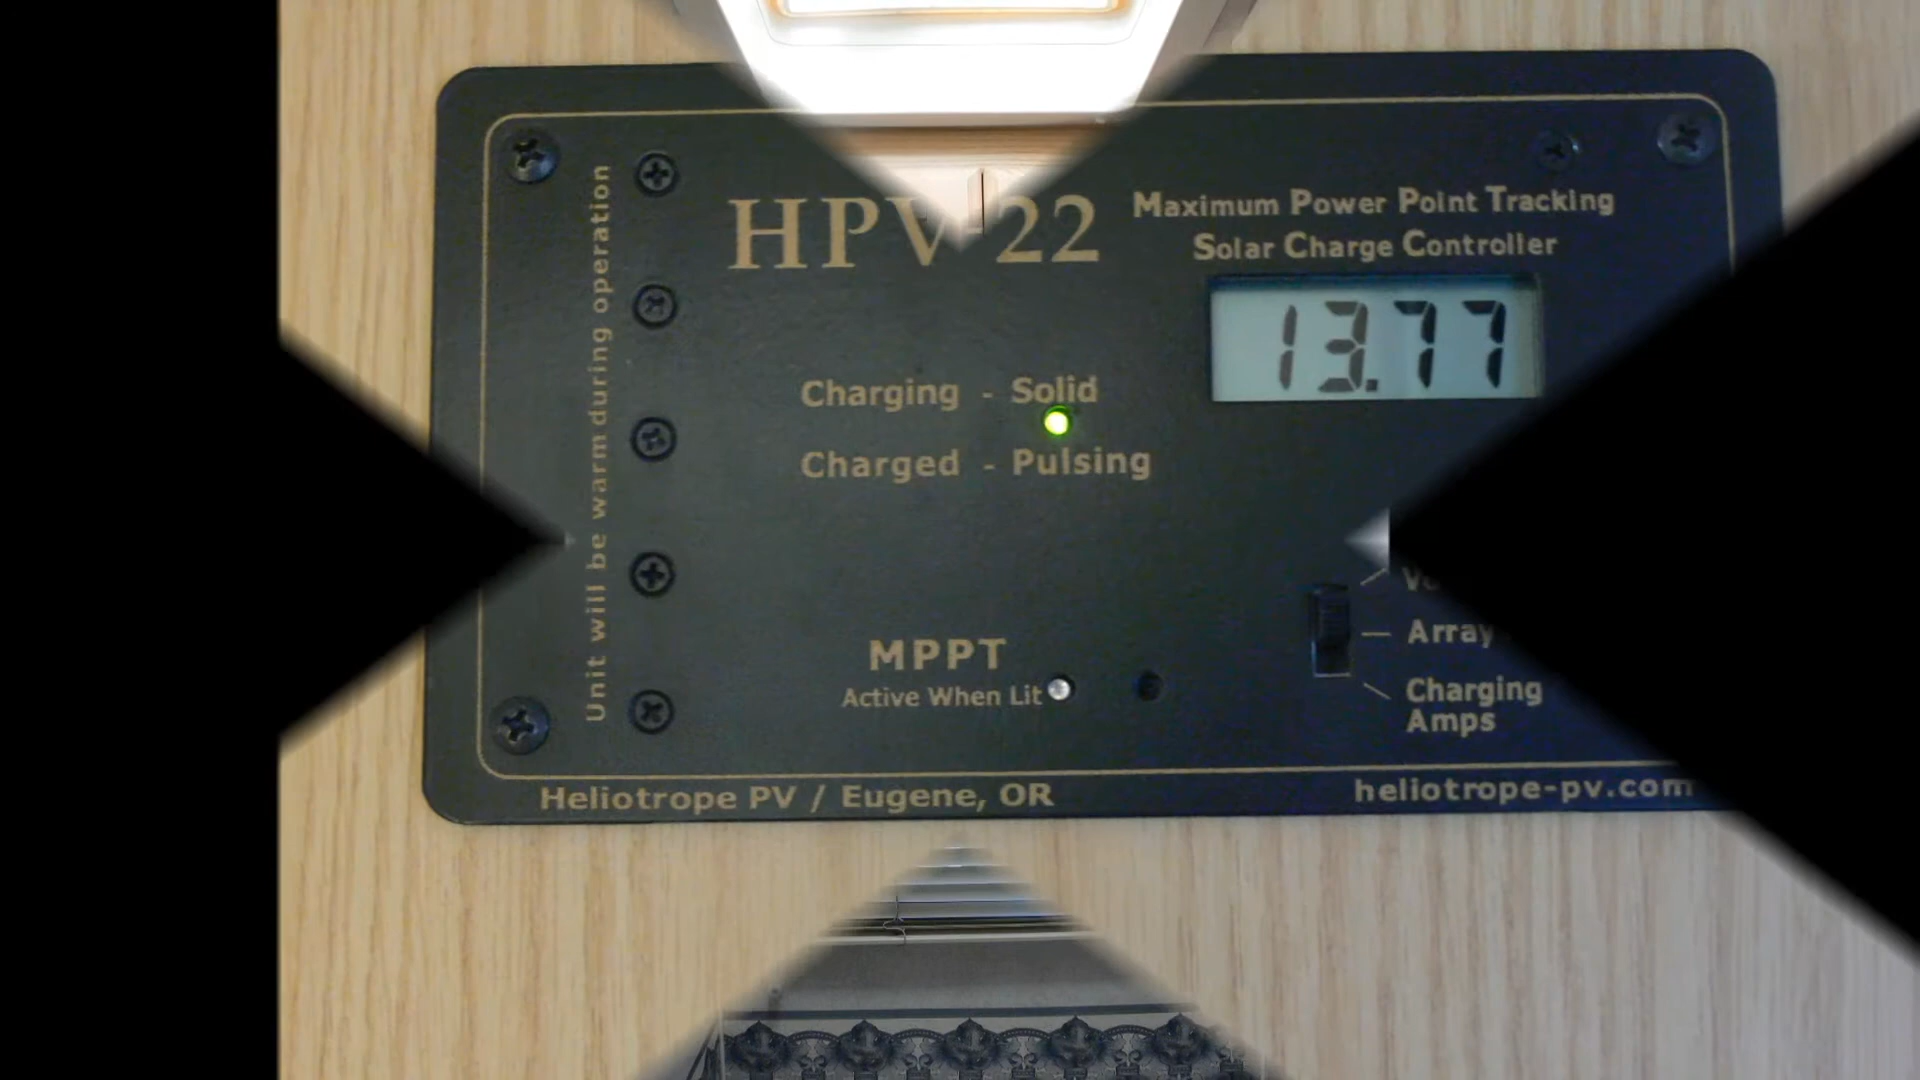 HPV-22
Maximum Power Point Tracking
Solar Charge Controller
13.77
Charging - Solid
Charged - Pulsing
Unit will be warm during operation
MPPT
Active When Lit
Array
Charging
Amps
Heliotrope PV / Eugene, OR
heliotrope-pv.com